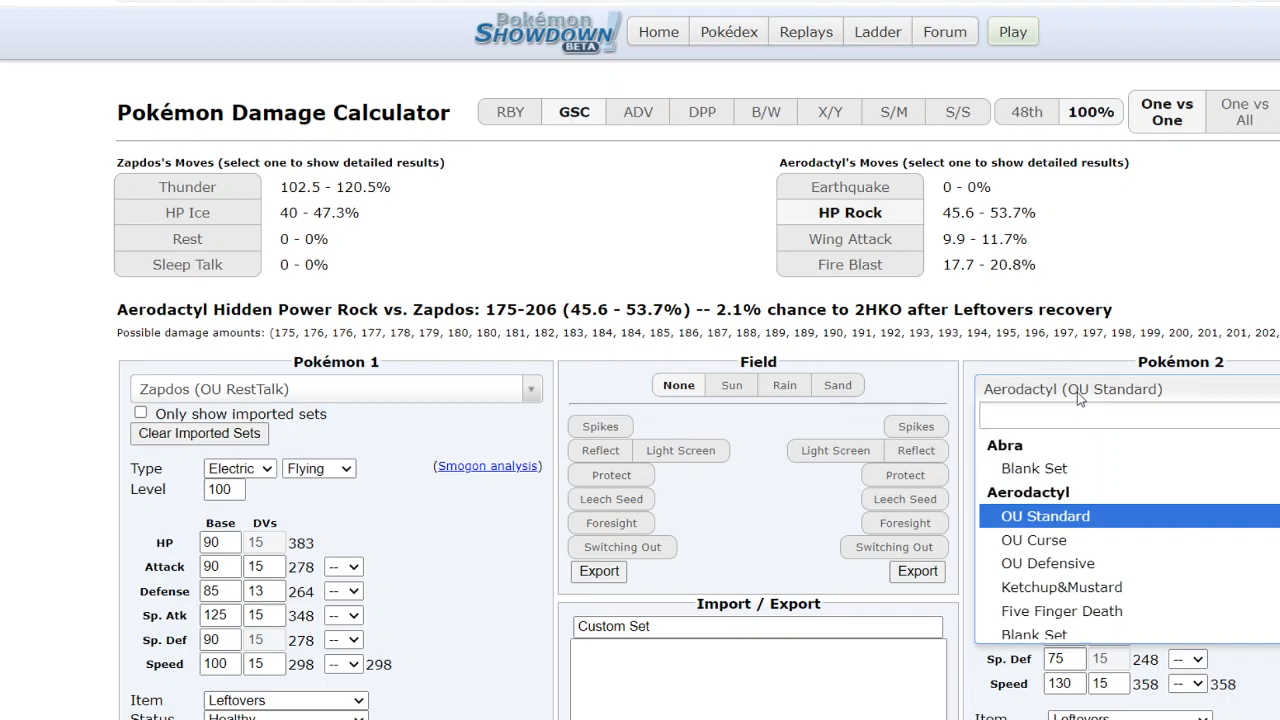 Pokémon
SHOWDOWN!
BETA
Home Pokédex Replays Ladder Forum Play
Pokémon Damage Calculator RBY GSC ADV DPP B/W X/Y S/M S/S 48th 100% One vs One One vs All
Zapdos's Moves (select one to show detailed results)
Thunder 102.5 - 120.5%
HP Ice 40 - 47.3%
Rest 0 - 0%
Sleep Talk 0 - 0%
Aerodactyl's Moves (select one to show detailed results)
Earthquake 0 - 0%
HP Rock 45.6 - 53.7%
Wing Attack 9.9 - 11.7%
Fire Blast 17.7 - 20.8%
Aerodactyl Hidden Power Rock vs. Zapdos: 175-206 (45.6 - 53.7%) -- 2.1% chance to 2HKO after Leftovers recovery
Possible damage amounts: (175, 176, 176, 177, 178, 179, 180, 180, 181, 182, 183, 184, 184, 185, 186, 187, 188, 189, 189, 190, 191, 192, 193, 193, 194, 195, 196, 197, 197, 198, 199, 200, 201, 201, 202,
Pokémon 1
Zapdos (OU RestTalk)
Only show imported sets
Clear Imported Sets
Type Electric Flying (Smogon analysis)
Level 100
Base DVs
HP 90 15 383
Attack 90 15 278 --
Defense 85 13 264 --
Sp. Atk 125 15 348 --
Sp. Def 90 15 278 --
Speed 100 15 298 -- 298
Item Leftovers
Status Healthy
Field
None Sun Rain Sand
Spikes Spikes
Reflect Light Screen Light Screen Reflect
Protect Protect
Leech Seed Leech Seed
Foresight Foresight
Switching Out Switching Out
Export Export
Import / Export
Custom Set
Pokémon 2
Aerodactyl (OU Standard)
Abra
Blank Set
Aerodactyl
OU Standard
OU Curse
OU Defensive
Ketchup&Mustard
Five Finger Death
Blank Set
Sp. Def 75 15 248 --
Speed 130 15 358 -- 358
Item Leftovers